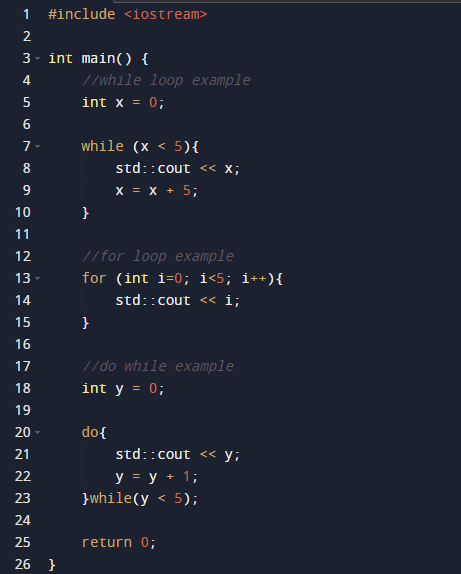 1 #include <iostream>
2
3 int main() {
4     //while loop example
5     int x = 0;
6
7     while (x < 5){
8         std::cout << x;
9         x = x + 5;
10     }
11
12     //for loop example
13     for (int i=0; i<5; i++){
14         std::cout << i;
15     }
16
17     //do while example
18     int y = 0;
19
20     do{
21         std::cout << y;
22         y = y + 1;
23     }while(y < 5);
24
25     return 0;
26 }